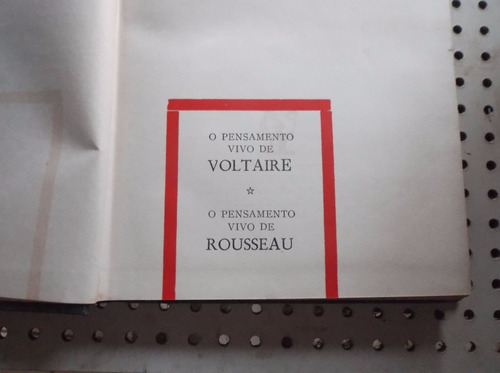 O PENSAMENTO
VIVO DE
VOLTAIRE
☆
O PENSAMENTO
VIVO DE
ROUSSEAU